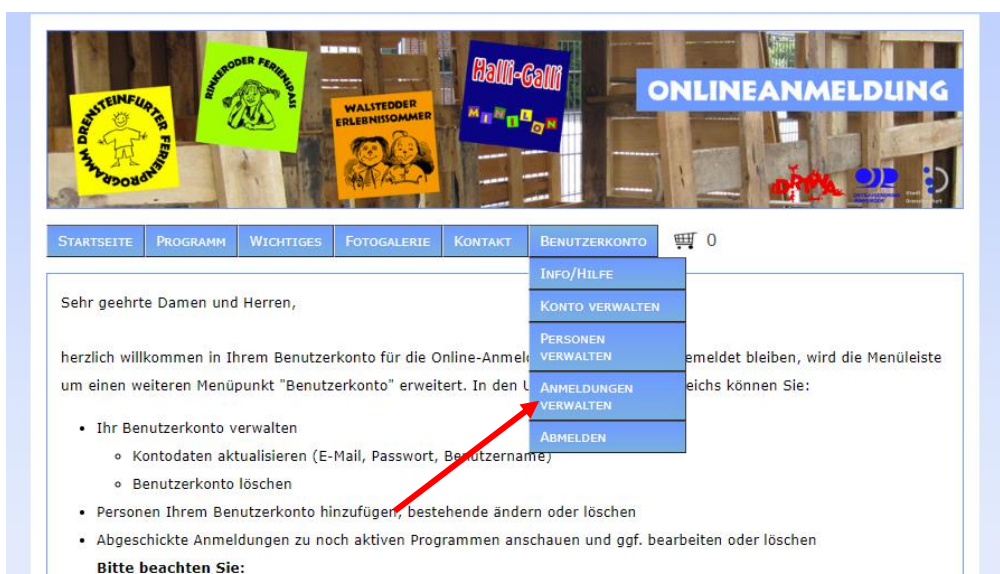 DRENSTEINFURTER FERIENPROGRAMM
RINKERODER FERIENPASS
WALSTEDDER
ERLEBNISSOMMER
Halli-Galli
MINILON
ONLINEANMELDUNG
STARTSEITE PROGRAMM WICHTIGES FOTOGALERIE KONTAKT BENUTZERKONTO 0
INFO/HILFE
KONTO VERWALTEN
PERSONEN
VERWALTEN
ANMELDUNGEN
VERWALTEN
ABMELDEN
Sehr geehrte Damen und Herren,
herzlich willkommen in Ihrem Benutzerkonto für die Online-Anmel emeldet bleiben, wird die Menüleiste
um einen weiteren Menüpunkt "Benutzerkonto" erweitert. In den eichs können Sie:
• Ihr Benutzerkonto verwalten
Kontodaten aktualisieren (E-Mail, Passwort, Benutzername)
Benutzerkonto löschen
• Personen Ihrem Benutzerkonto hinzufügen, bestehende ändern oder löschen
• Abgeschickte Anmeldungen zu noch aktiven Programmen anschauen und ggf. bearbeiten oder löschen
Bitte beachten Sie: